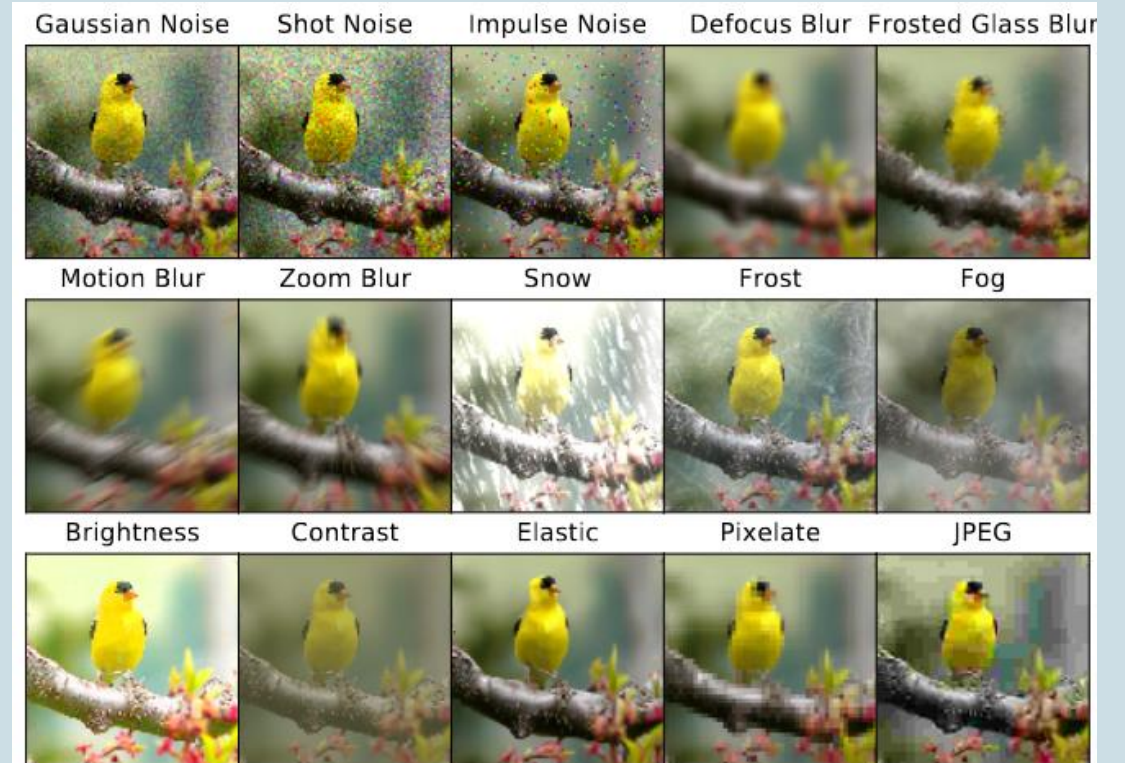 Gaussian Noise Shot Noise Impulse Noise Defocus Blur Frosted Glass Blur
Motion Blur Zoom Blur Snow Frost Fog
Brightness Contrast Elastic Pixelate JPEG